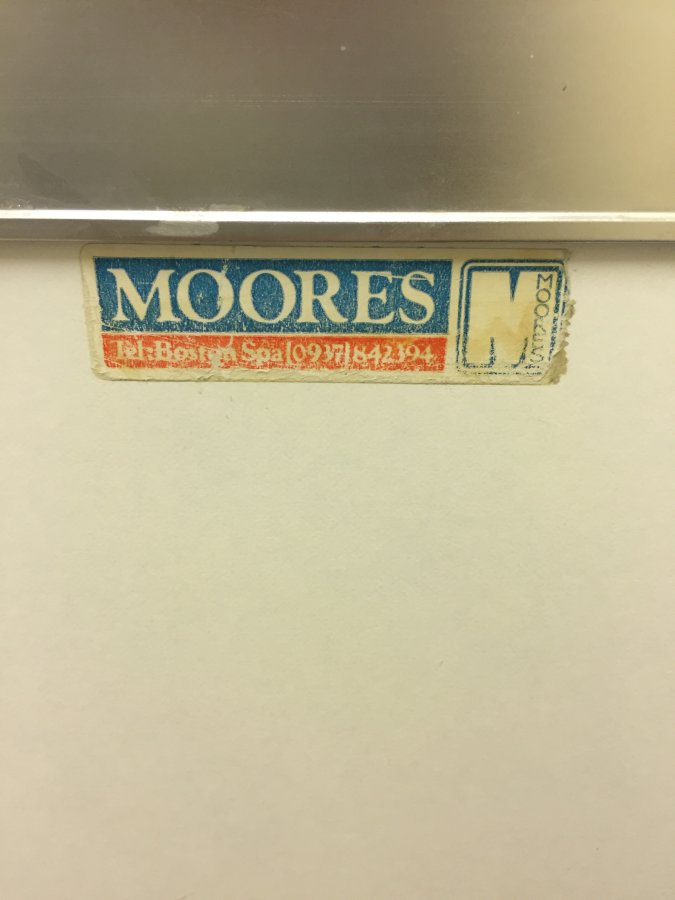 MOORES
Tel:Boston Spa (0937) 842394
M
MOORES